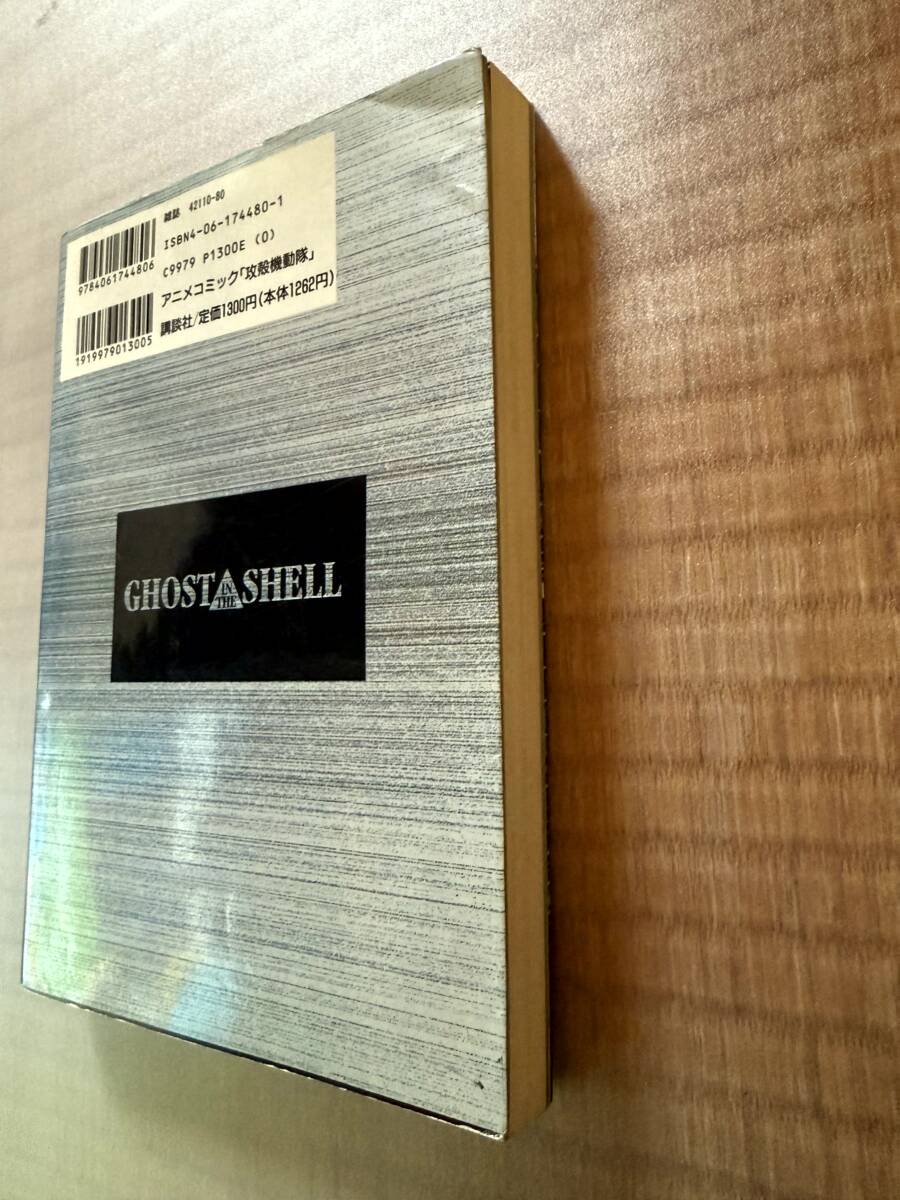 雑誌 42110-80
ISBN4-06-174480-1
C9979 P1300E (0)
アニメコミック「攻殻機動隊」
講談社/定価1300円(本体1262円)
9784061744806
1919979013005
GHOST IN THE SHELL